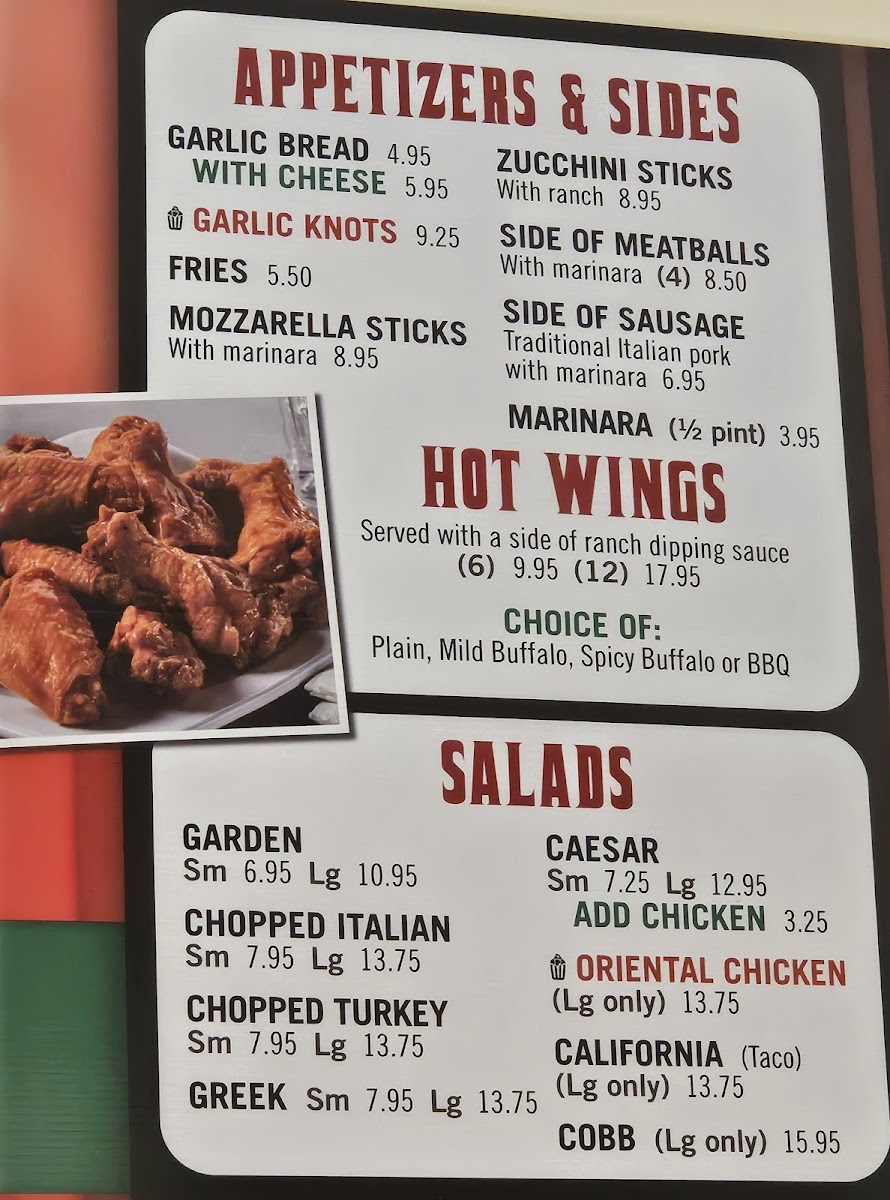 APPETIZERS & SIDES
GARLIC BREAD 4.95
WITH CHEESE 5.95
GARLIC KNOTS 9.25
FRIES 5.50
MOZZARELLA STICKS
With marinara 8.95
ZUCCHINI STICKS
With ranch 8.95
SIDE OF MEATBALLS
With marinara (4) 8.50
SIDE OF SAUSAGE
Traditional Italian pork
with marinara 6.95
MARINARA (½ pint) 3.95
HOT WINGS
Served with a side of ranch dipping sauce
(6) 9.95 (12) 17.95
CHOICE OF:
Plain, Mild Buffalo, Spicy Buffalo or BBQ
SALADS
GARDEN
Sm 6.95 Lg 10.95
CHOPPED ITALIAN
Sm 7.95 Lg 13.75
CHOPPED TURKEY
Sm 7.95 Lg 13.75
GREEK Sm 7.95 Lg 13.75
CAESAR
Sm 7.25 Lg 12.95
ADD CHICKEN 3.25
ORIENTAL CHICKEN
(Lg only) 13.75
CALIFORNIA (Taco)
(Lg only) 13.75
COBB (Lg only) 15.95